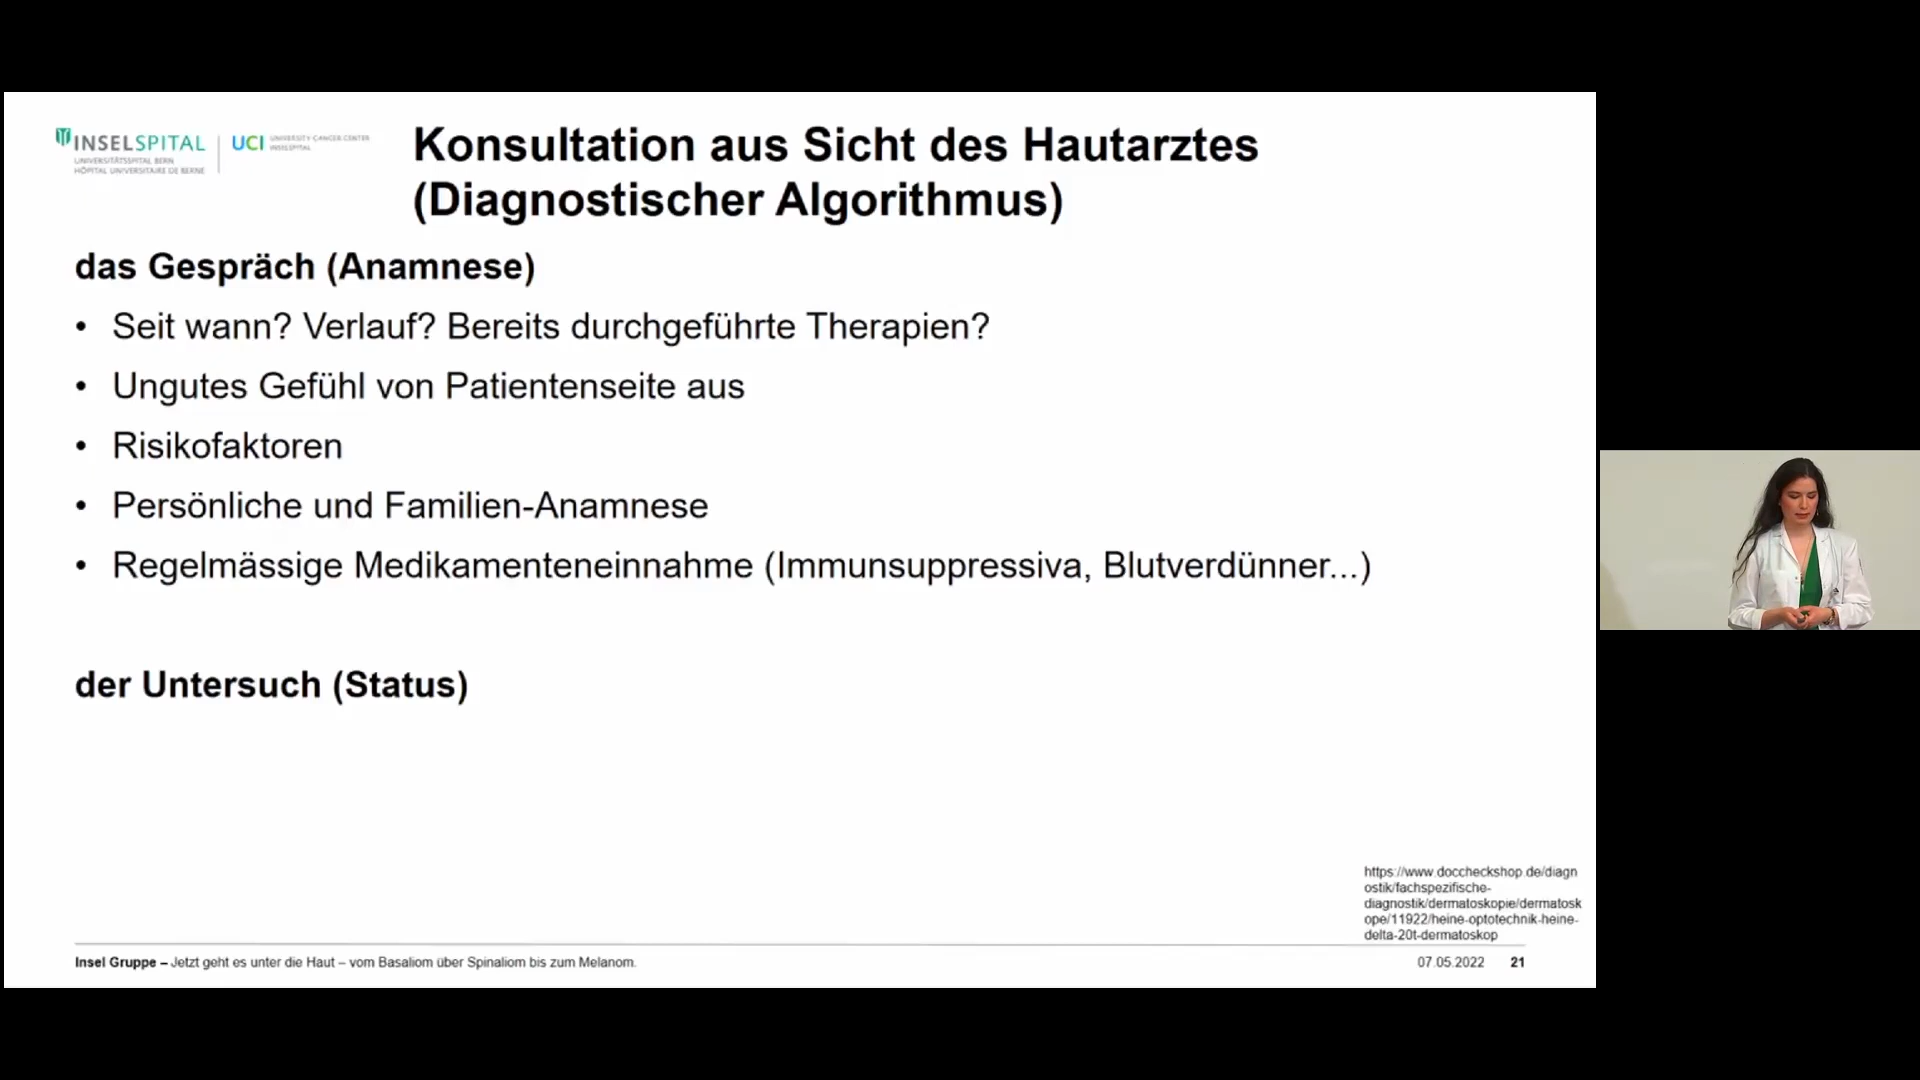 INSELSPITAL
UNIVERSITÄTSSPITAL BERN
HÔPITAL UNIVERSITAIRE DE BERNE
UCI
UNIVERSITY CANCER CENTER
INSELSPITAL
Konsultation aus Sicht des Hautarztes
(Diagnostischer Algorithmus)
das Gespräch (Anamnese)
• Seit wann? Verlauf? Bereits durchgeführte Therapien?
• Ungutes Gefühl von Patientenseite aus
• Risikofaktoren
• Persönliche und Familien-Anamnese
• Regelmässige Medikamenteneinnahme (Immunsuppressiva, Blutverdünner...)
der Untersuch (Status)
https://www.doccheckshop.de/diagn
ostik/fachspezifische-
diagnostik/dermatoskopie/dermatosk
ope/11922/heine-optotechnik-heine-
delta-20t-dermatoskop
Insel Gruppe – Jetzt geht es unter die Haut – vom Basaliom über Spinaliom bis zum Melanom.
07.05.2022 21